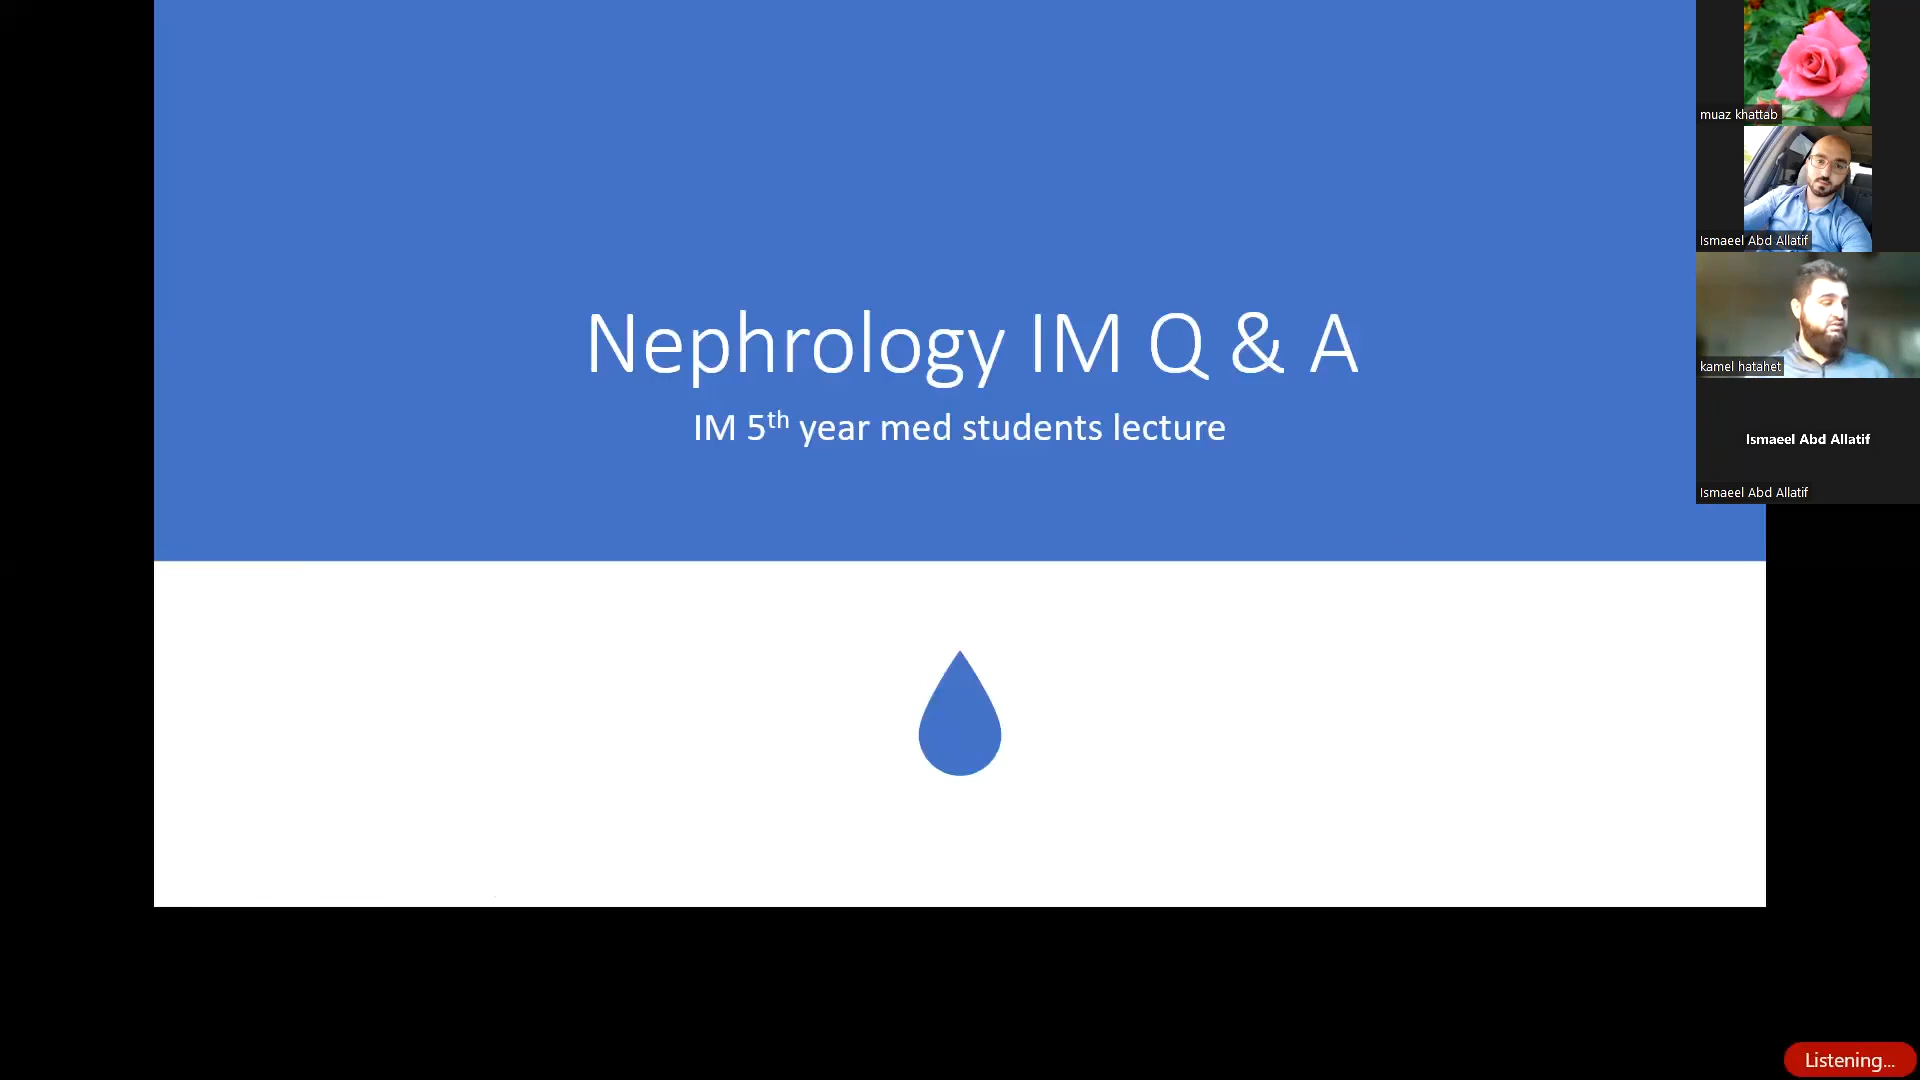 Nephrology IM Q & A
IM 5th year med students lecture
muaz khattab
Ismaeel Abd Allatif
kamel hatahet
Ismaeel Abd Allatif
Ismaeel Abd Allatif
Listening...